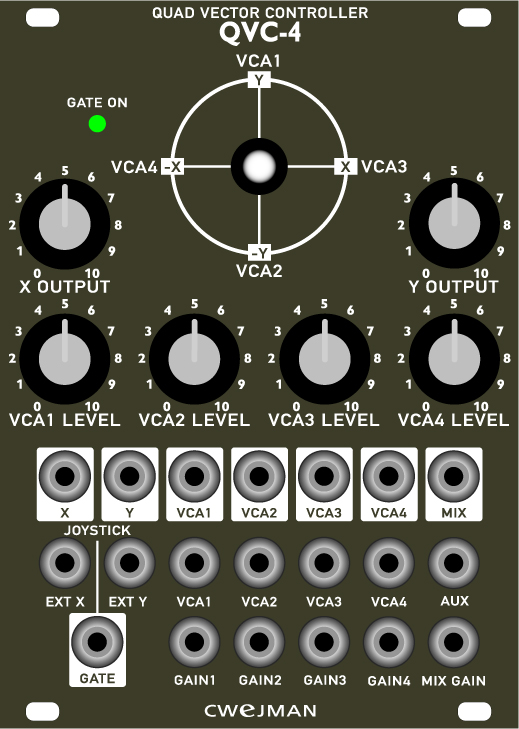 QUAD VECTOR CONTROLLER
QVC-4
VCA1
Y
GATE ON
VCA4 -X X VCA3
-Y
VCA2
0 1 2 3 4 5 6 7 8 9 10
X OUTPUT
0 1 2 3 4 5 6 7 8 9 10
Y OUTPUT
0 1 2 3 4 5 6 7 8 9 10
VCA1 LEVEL
0 1 2 3 4 5 6 7 8 9 10
VCA2 LEVEL
0 1 2 3 4 5 6 7 8 9 10
VCA3 LEVEL
0 1 2 3 4 5 6 7 8 9 10
VCA4 LEVEL
X Y VCA1 VCA2 VCA3 VCA4 MIX
JOYSTICK
EXT X EXT Y VCA1 VCA2 VCA3 VCA4 AUX
GATE GAIN1 GAIN2 GAIN3 GAIN4 MIX GAIN
CWeJMAN